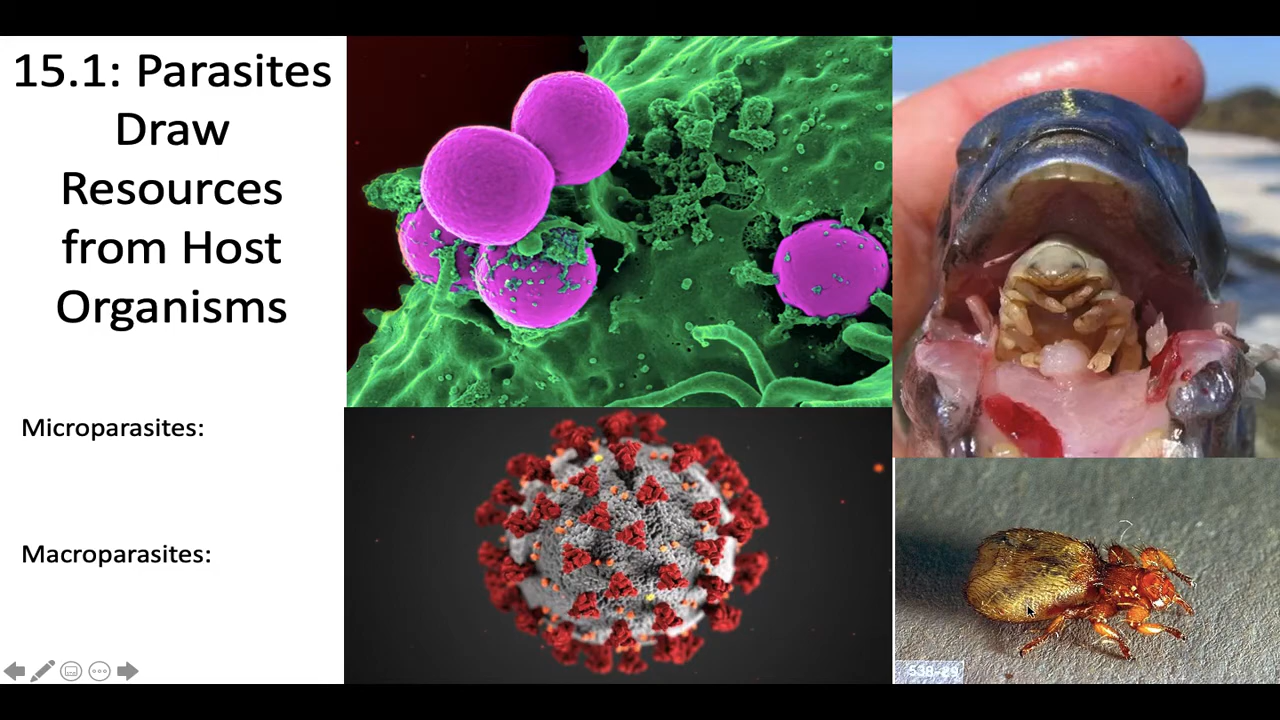 15.1: Parasites
Draw
Resources
from Host
Organisms
Microparasites:
Macroparasites: